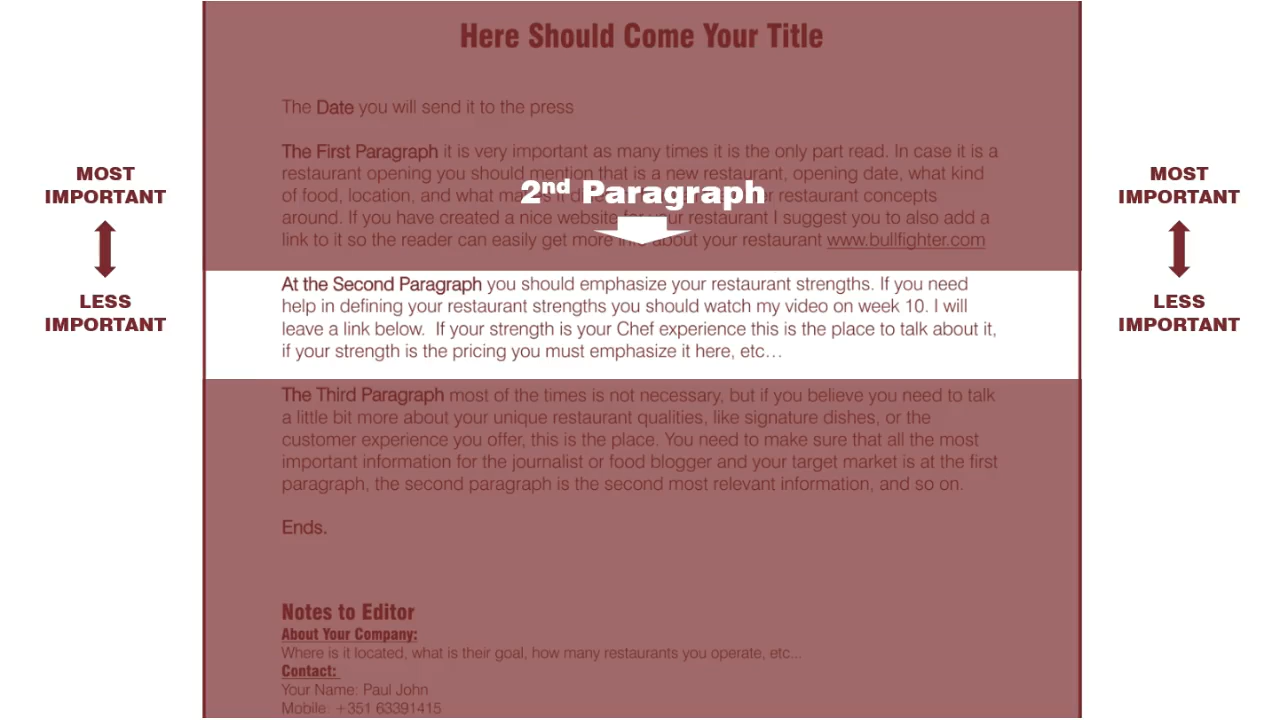 Here Should Come Your Title
The Date you will send it to the press
MOST
IMPORTANT
LESS
IMPORTANT
The First Paragraph it is very important as many times it is the only part read. In case it is a
restaurant opening you should mention that is a new restaurant, opening date, what kind
of food, location, and what restaurant concepts
around. If you have created a nice website for your restaurant I suggest you to also add a
link to it so the reader can easily get more info about your restaurant www.bullfighter.com
2nd Paragraph
At the Second Paragraph you should emphasize your restaurant strengths. If you need
help in defining your restaurant strengths you should watch my video on week 10. I will
leave a link below.  If your strength is your Chef experience this is the place to talk about it,
if your strength is the pricing you must emphasize it here, etc…
The Third Paragraph most of the times is not necessary, but if you believe you need to talk
a little bit more about your unique restaurant qualities, like signature dishes, or the
customer experience you offer, this is the place. You need to make sure that all the most
important information for the journalist or food blogger and your target market is at the first
paragraph, the second paragraph is the second most relevant information, and so on.
Ends.
Notes to Editor
About Your Company:
Where is it located, what is their goal, how many restaurants you operate, etc...
Contact:
Your Name: Paul John
Mobile: +351 63391415
MOST
IMPORTANT
LESS
IMPORTANT